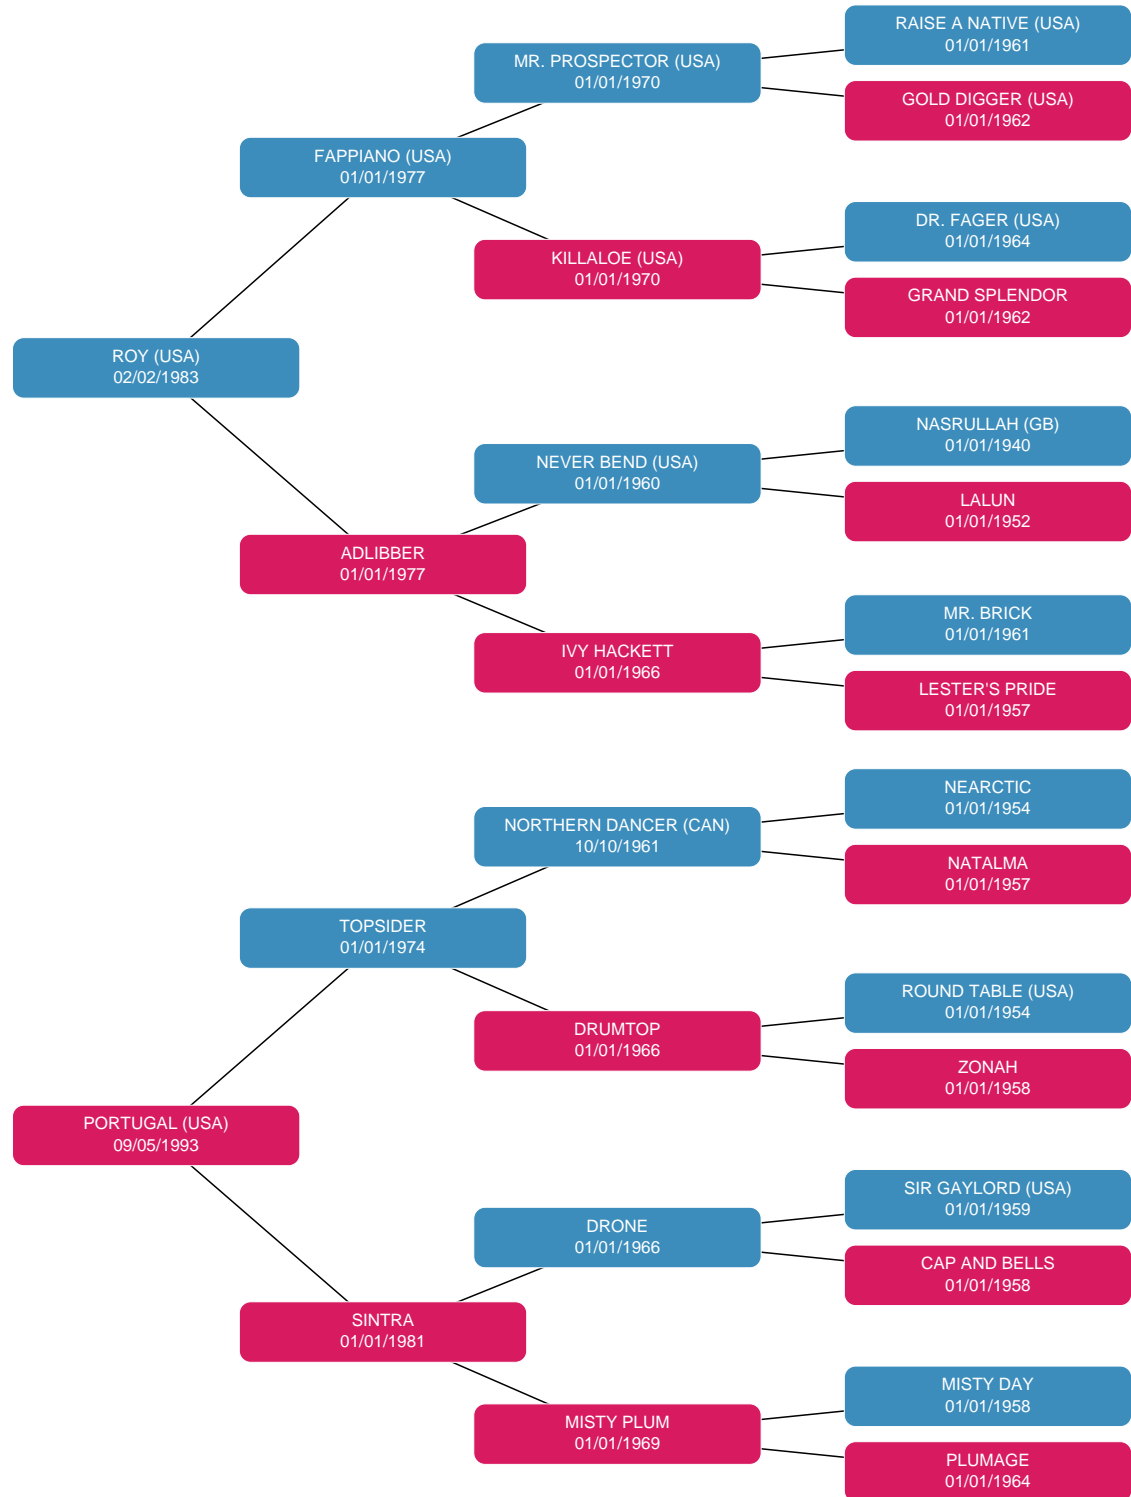 RAISE A NATIVE (USA)
01/01/1961
MR. PROSPECTOR (USA)
01/01/1970
GOLD DIGGER (USA)
01/01/1962
FAPPIANO (USA)
01/01/1977
DR. FAGER (USA)
01/01/1964
KILLALOE (USA)
01/01/1970
GRAND SPLENDOR
01/01/1962
ROY (USA)
02/02/1983
NASRULLAH (GB)
01/01/1940
NEVER BEND (USA)
01/01/1960
LALUN
01/01/1952
ADLIBBER
01/01/1977
MR. BRICK
01/01/1961
IVY HACKETT
01/01/1966
LESTER'S PRIDE
01/01/1957
NEARCTIC
01/01/1954
NORTHERN DANCER (CAN)
10/10/1961
NATALMA
01/01/1957
TOPSIDER
01/01/1974
ROUND TABLE (USA)
01/01/1954
DRUMTOP
01/01/1966
ZONAH
01/01/1958
PORTUGAL (USA)
09/05/1993
SIR GAYLORD (USA)
01/01/1959
DRONE
01/01/1966
CAP AND BELLS
01/01/1958
SINTRA
01/01/1981
MISTY DAY
01/01/1958
MISTY PLUM
01/01/1969
PLUMAGE
01/01/1964